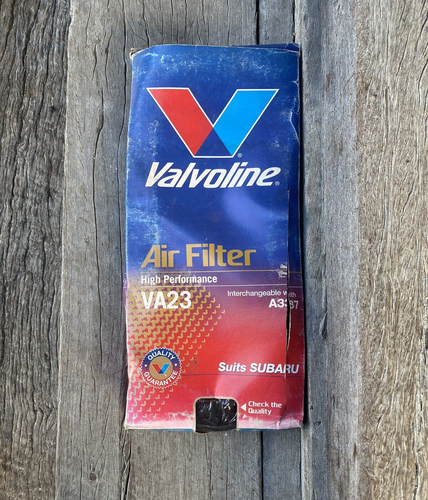 Valvoline
Air Filter
High Performance
VA23
Interchangeable with
QUALITY
GUARANTEE
Suits SUBARU
Check the
Quality